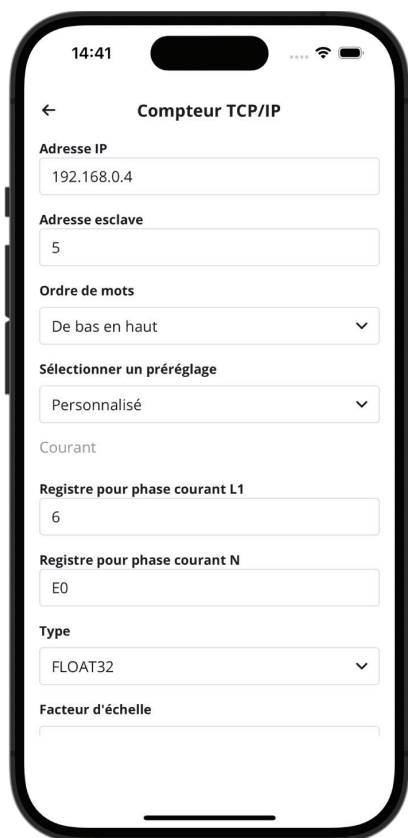 14:41
Compteur TCP/IP
Adresse IP
192.168.0.4
Adresse esclave
5
Ordre de mots
De bas en haut
Sélectionner un préréglage
Personnalisé
Courant
Registre pour phase courant L1
6
Registre pour phase courant N
E0
Type
FLOAT32
Facteur d'échelle